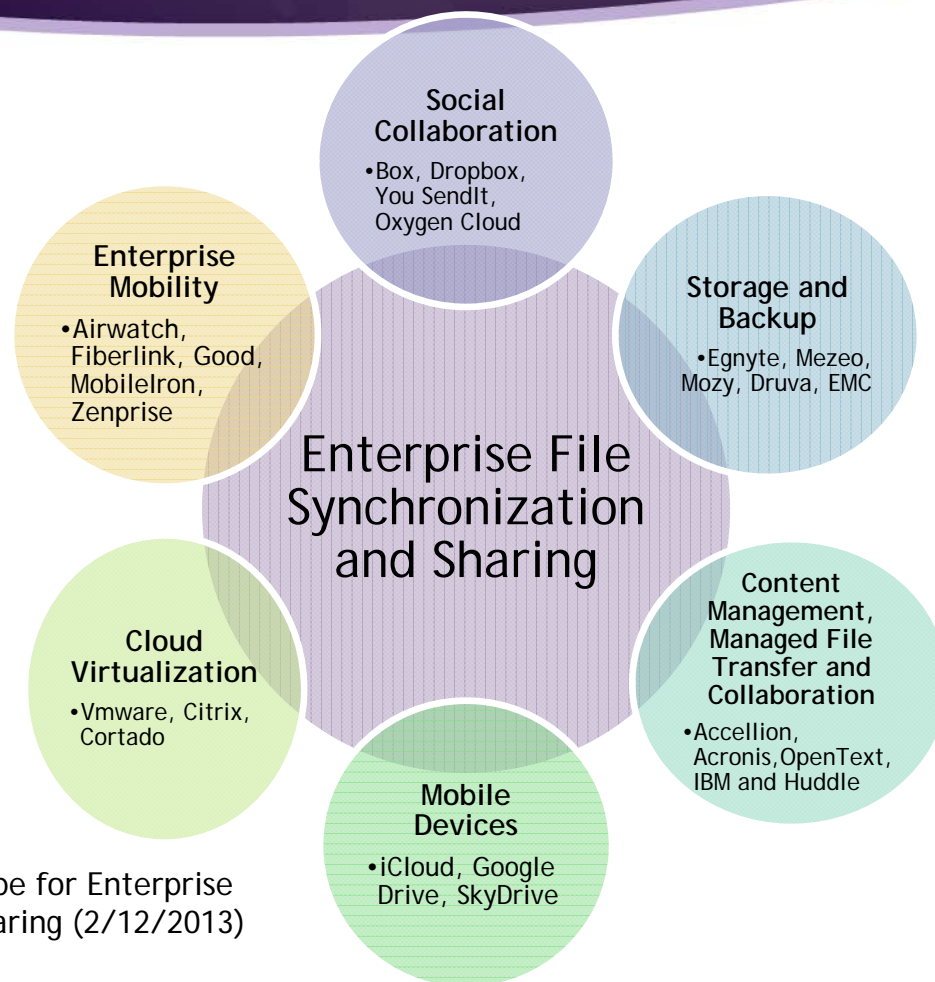 Social
Collaboration
•Box, Dropbox,
You SendIt,
Oxygen Cloud
Enterprise
Mobility
•Airwatch,
Fiberlink, Good,
MobileIron,
Zenprise
Storage and
Backup
•Egnyte, Mezeo,
Mozy, Druva, EMC
Enterprise File
Synchronization
and Sharing
Content
Management,
Managed File
Transfer and
Collaboration
•Accellion,
Acronis,OpenText,
IBM and Huddle
Cloud
Virtualization
•Vmware, Citrix,
Cortado
Mobile
Devices
•iCloud, Google
Drive, SkyDrive
for Enterprise
(2/12/2013)